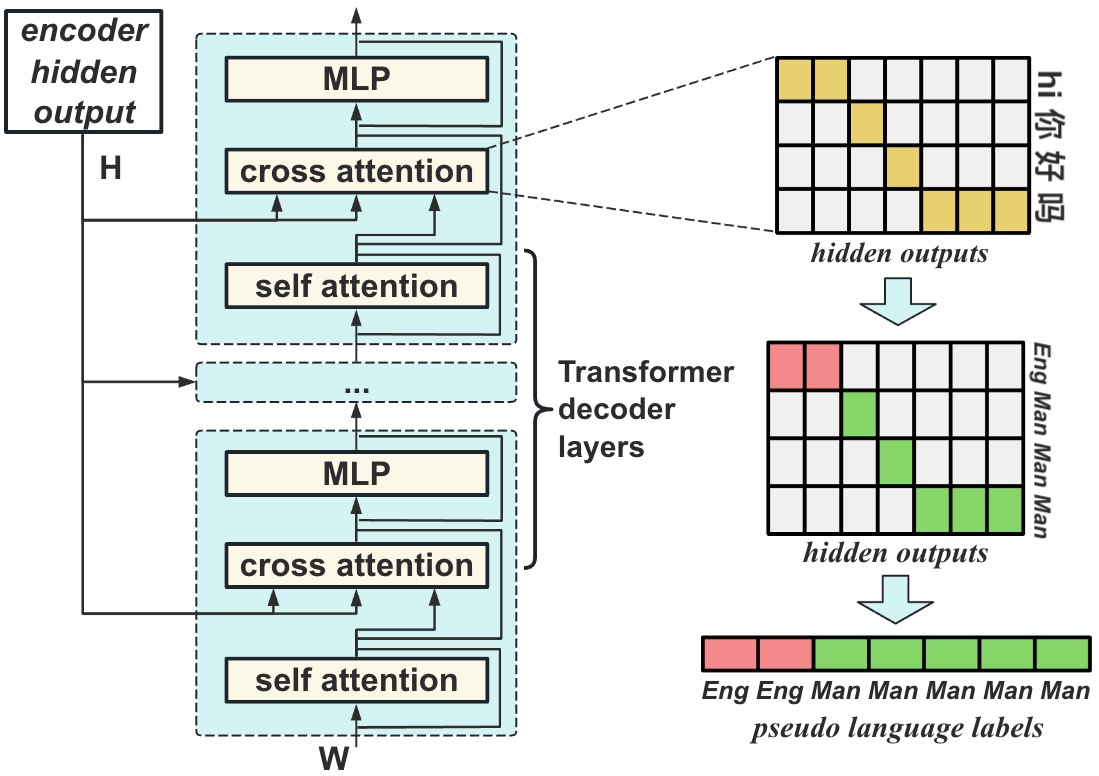 encoder
hidden
output
H
MLP
cross attention
self attention
...
MLP
cross attention
self attention
W
Transformer
decoder
layers
hi 你 好 吗
hidden outputs
Eng Man Man Man
hidden outputs
Eng Eng Man Man Man Man Man
pseudo language labels